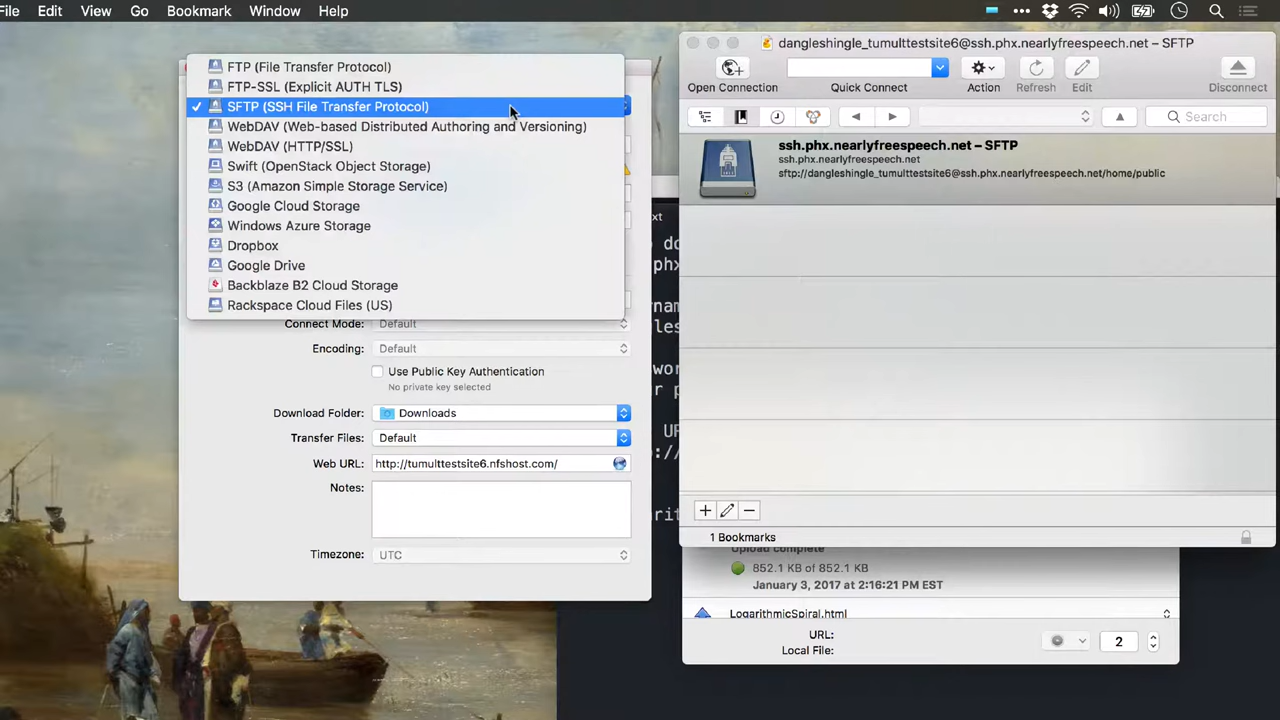 File Edit View Go Bookmark Window Help
FTP (File Transfer Protocol)
FTP-SSL (Explicit AUTH TLS)
✓ SFTP (SSH File Transfer Protocol)
WebDAV (Web-based Distributed Authoring and Versioning)
WebDAV (HTTP/SSL)
Swift (OpenStack Object Storage)
S3 (Amazon Simple Storage Service)
Google Cloud Storage
Windows Azure Storage
Dropbox
Google Drive
Backblaze B2 Cloud Storage
Rackspace Cloud Files (US)
Connect Mode: Default
Encoding: Default
Use Public Key Authentication
No private key selected
Download Folder: Downloads
Transfer Files: Default
Web URL: http://tumulttestsite6.nfshost.com/
Notes:
Timezone: UTC
dangleshingle_tumulttestsite6@ssh.phx.nearlyfreespeech.net – SFTP
Open Connection Quick Connect Action Refresh Edit Disconnect
Search
ssh.phx.nearlyfreespeech.net – SFTP
ssh.phx.nearlyfreespeech.net
sftp://dangleshingle_tumulttestsite6@ssh.phx.nearlyfreespeech.net/home/public
1 Bookmarks
Upload complete
852.1 KB of 852.1 KB
January 3, 2017 at 2:16:21 PM EST
LogarithmicSpiral.html
URL:
Local File:
2